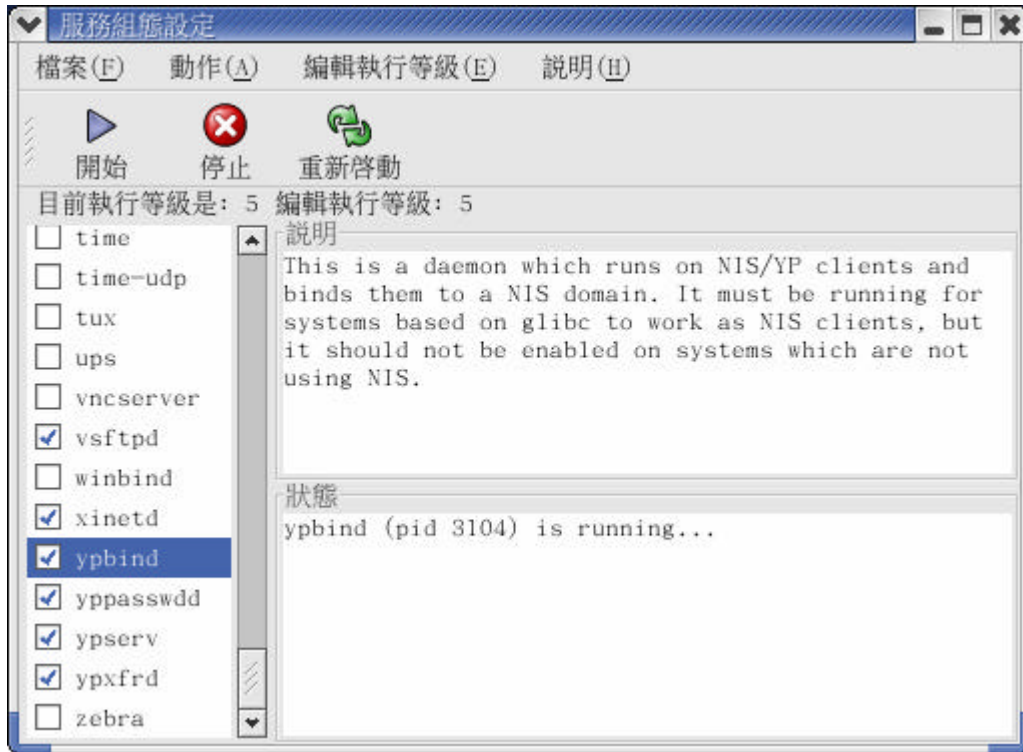 服務組態設定
檔案(F) 動作(A) 編輯執行等級(E) 説明(H)
開始 停止 重新啓動
目前執行等級是: 5 編輯執行等級: 5
time
time-udp
tux
ups
vncserver
vsftpd
winbind
xinetd
ypbind
yppasswdd
ypserv
ypxfrd
zebra
説明
This is a daemon which runs on NIS/YP clients and
binds them to a NIS domain. It must be running for
systems based on glibc to work as NIS clients, but
it should not be enabled on systems which are not
using NIS.
狀態
ypbind (pid 3104) is running...